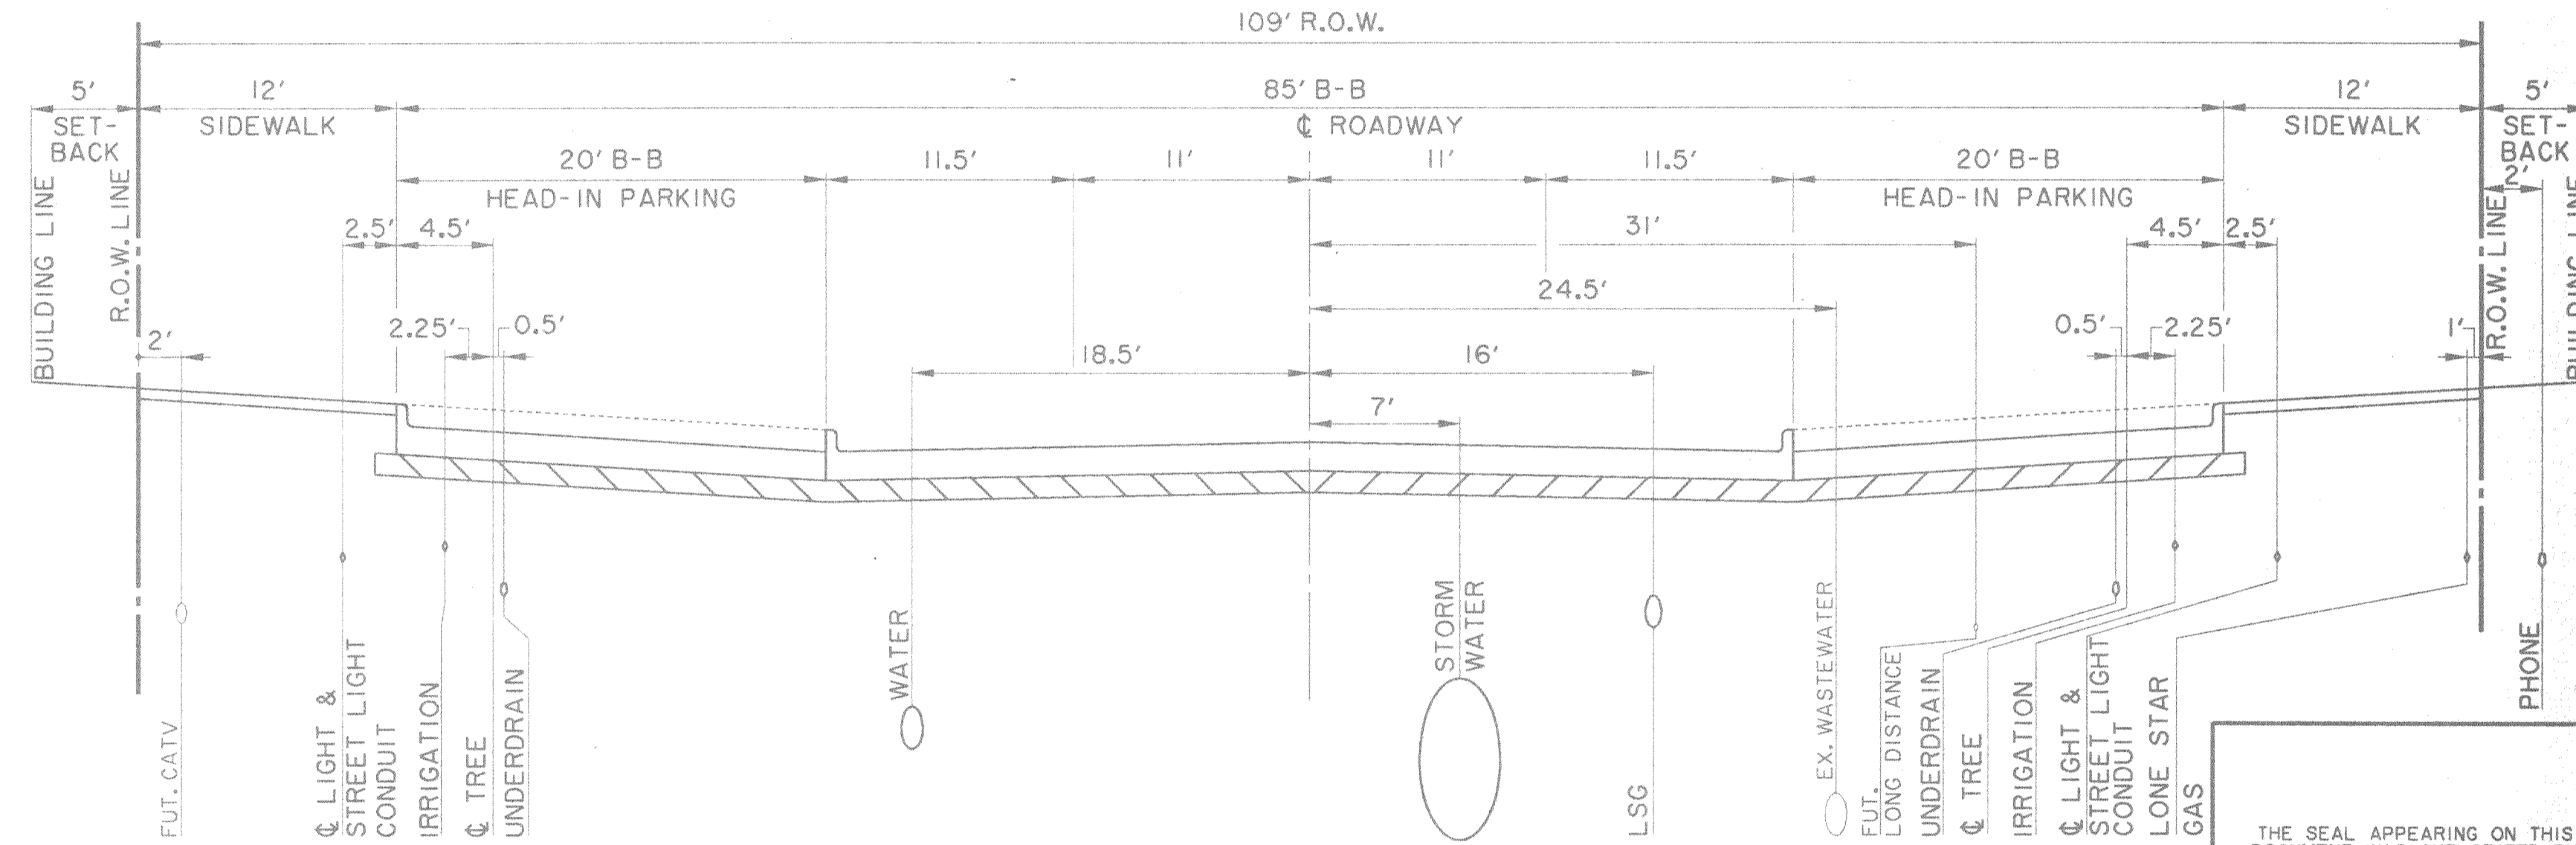 109' R.O.W.
5' 12' 85' B-B 12' 5'
SET-
BACK
SIDEWALK
℄ ROADWAY
SIDEWALK
SET-
BACK
20' B-B 11.5' 11' 11' 11.5' 20' B-B
HEAD-IN PARKING
HEAD-IN PARKING
2'
BUILDING LINE
R.O.W. LINE
2.5' 4.5'
31'
4.5' 2.5'
R.O.W. LINE
BUILDING LINE
24.5'
2'
2.25' 0.5'
0.5' 2.25'
1'
18.5' 16'
7'
FUT. CATV
℄ LIGHT &
STREET LIGHT
CONDUIT
IRRIGATION
℄ TREE
UNDERDRAIN
WATER
STORM
WATER
LSG
EX. WASTEWATER
FUT.
LONG DISTANCE
UNDERDRAIN
℄ TREE
IRRIGATION
℄ LIGHT &
STREET LIGHT
CONDUIT
LONE STAR
GAS
PHONE
THE SEAL APPEARING ON THIS